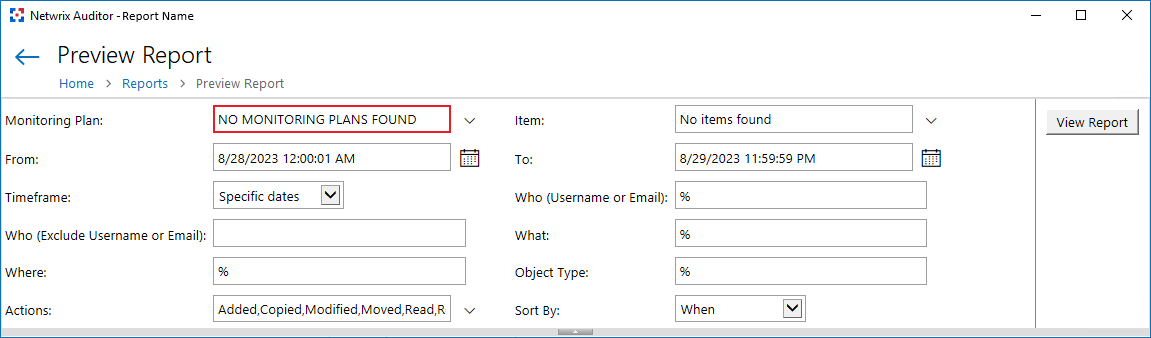 Netwrix Auditor - Report Name
Preview Report
Home > Reports > Preview Report
Monitoring Plan: NO MONITORING PLANS FOUND Item: No items found View Report
From: 8/28/2023 12:00:01 AM To: 8/29/2023 11:59:59 PM
Timeframe: Specific dates Who (Username or Email): %
Who (Exclude Username or Email): What: %
Where: % Object Type: %
Actions: Added,Copied,Modified,Moved,Read,R Sort By: When